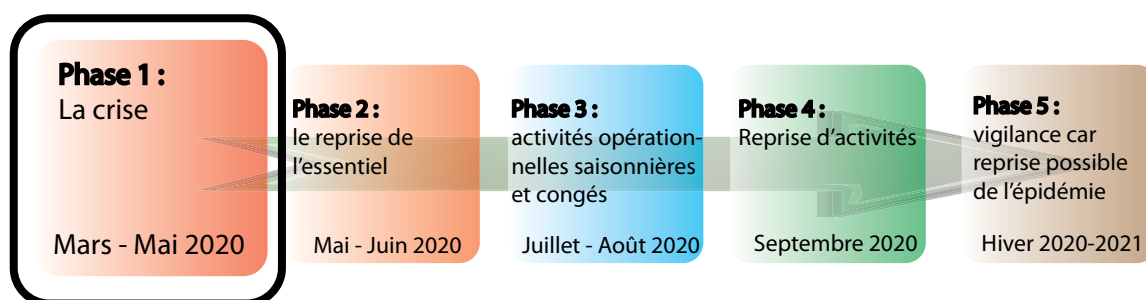 Phase 1 :
La crise
Mars - Mai 2020
Phase 2 :
le reprise de
l'essentiel
Mai - Juin 2020
Phase 3 :
activités opération-
nelles saisonnières
et congés
Juillet - Août 2020
Phase 4 :
Reprise d'activités
Septembre 2020
Phase 5 :
vigilance car
reprise possible
de l'épidémie
Hiver 2020-2021